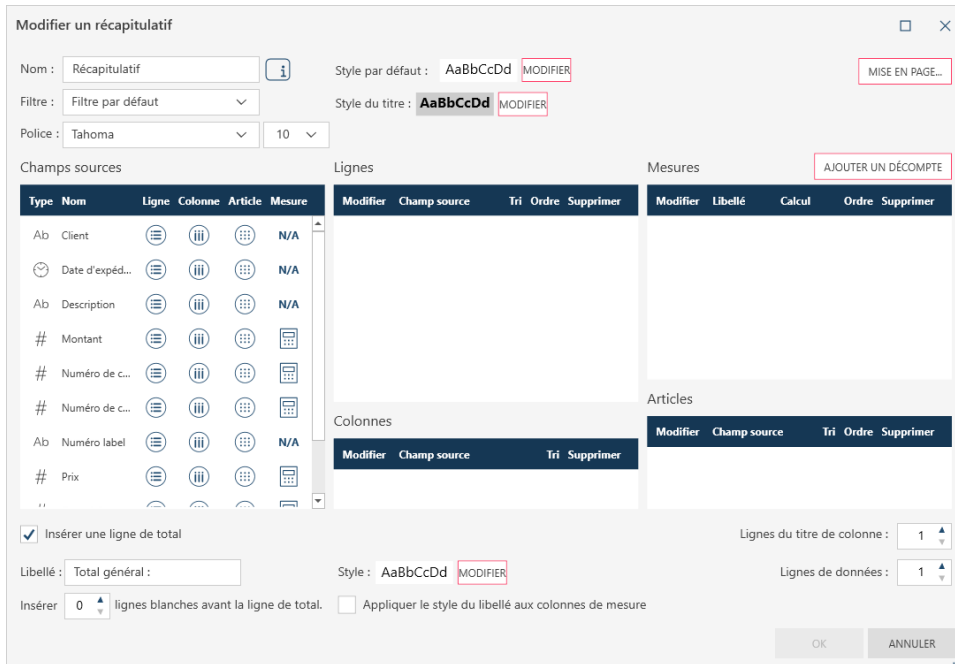 Modifier un récapitulatif
Nom : Récapitulatif
Style par défaut : AaBbCcDd MODIFIER
MISE EN PAGE...
Filtre : Filtre par défaut
Style du titre : AaBbCcDd MODIFIER
Police : Tahoma 10
Champs sources
Type Nom Ligne Colonne Article Mesure
Ab Client N/A
Date d'expéd... N/A
Ab Description N/A
# Montant
# Numéro de c...
# Numéro de c...
Ab Numéro label N/A
# Prix
Lignes
Modifier Champ source Tri Ordre Supprimer
Colonnes
Modifier Champ source Tri Supprimer
Mesures AJOUTER UN DÉCOMPTE
Modifier Libellé Calcul Ordre Supprimer
Articles
Modifier Champ source Tri Ordre Supprimer
Insérer une ligne de total
Lignes du titre de colonne : 1
Libellé : Total général :
Style : AaBbCcDd MODIFIER
Lignes de données : 1
Insérer 0 lignes blanches avant la ligne de total.
Appliquer le style du libellé aux colonnes de mesure
OK ANNULER